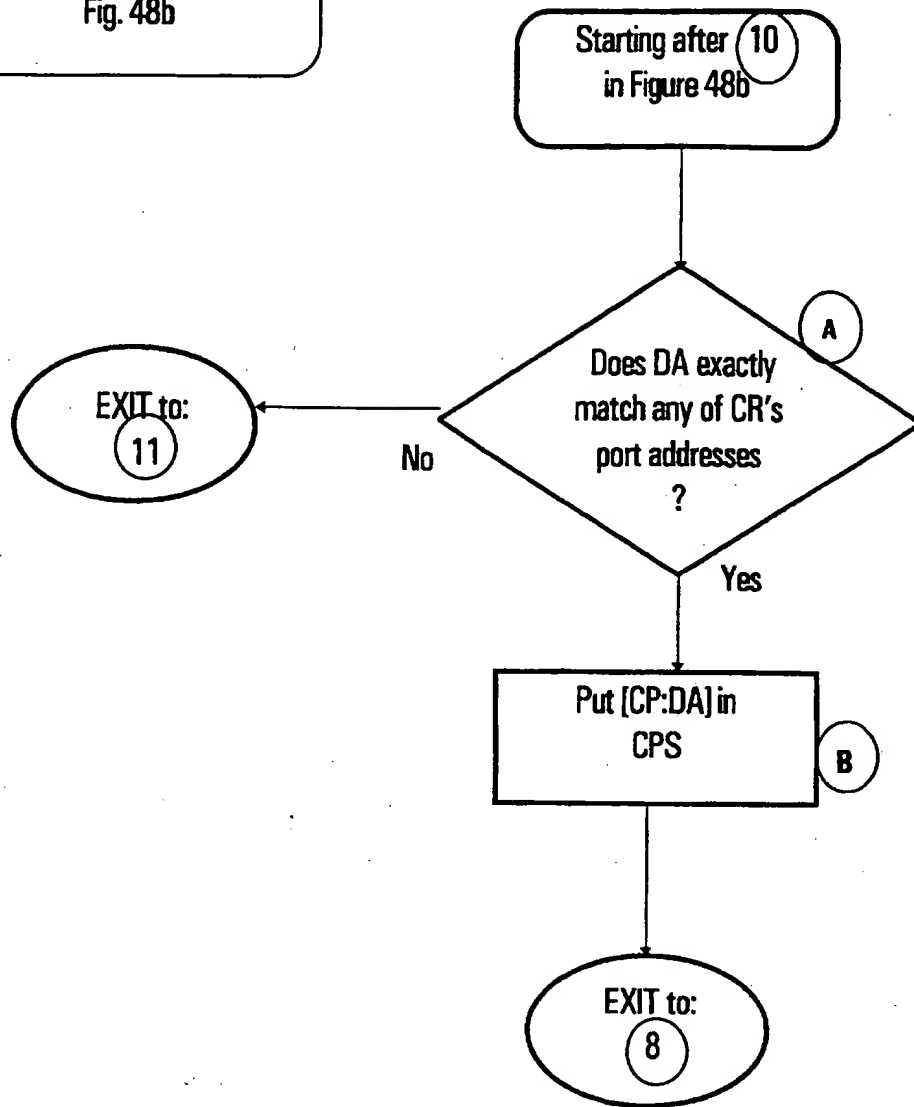 Fig. 48b
Starting after 10
in Figure 48b
A
Does DA exactly
match any of CR's
port addresses
?
EXIT to:
11
No
Yes
Put [CP:DA] in
CPS
B
EXIT to:
8